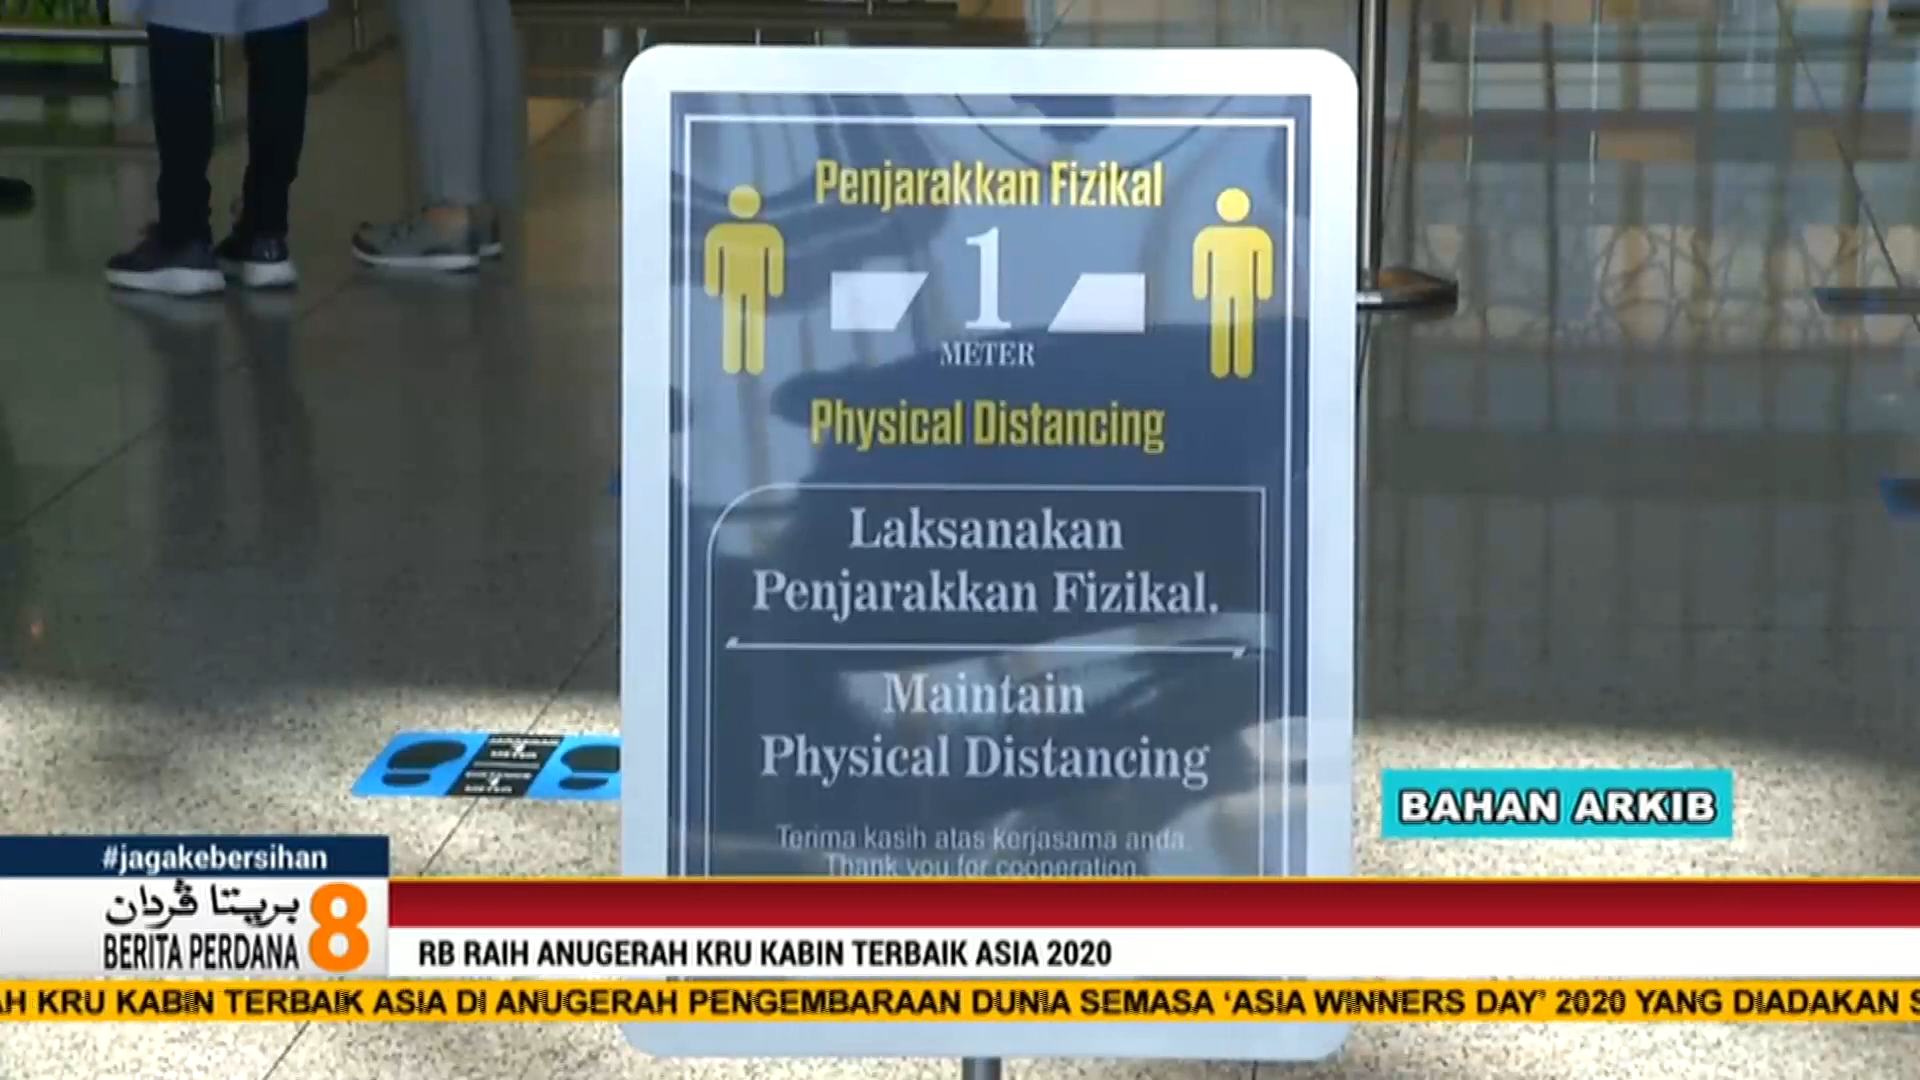 Penjarakkan Fizikal
1
METER
Physical Distancing
Laksanakan
Penjarakkan Fizikal.
Maintain
Physical Distancing
Terima kasih atas kerjasama anda.
Thank you for cooperation.
BAHAN ARKIB
#jagakebersihan
بريتا ڤردان
BERITA PERDANA 8
RB RAIH ANUGERAH KRU KABIN TERBAIK ASIA 2020
AH KRU KABIN TERBAIK ASIA DI ANUGERAH PENGEMBARAAN DUNIA SEMASA ‘ASIA WINNERS DAY’ 2020 YANG DIADAKAN S